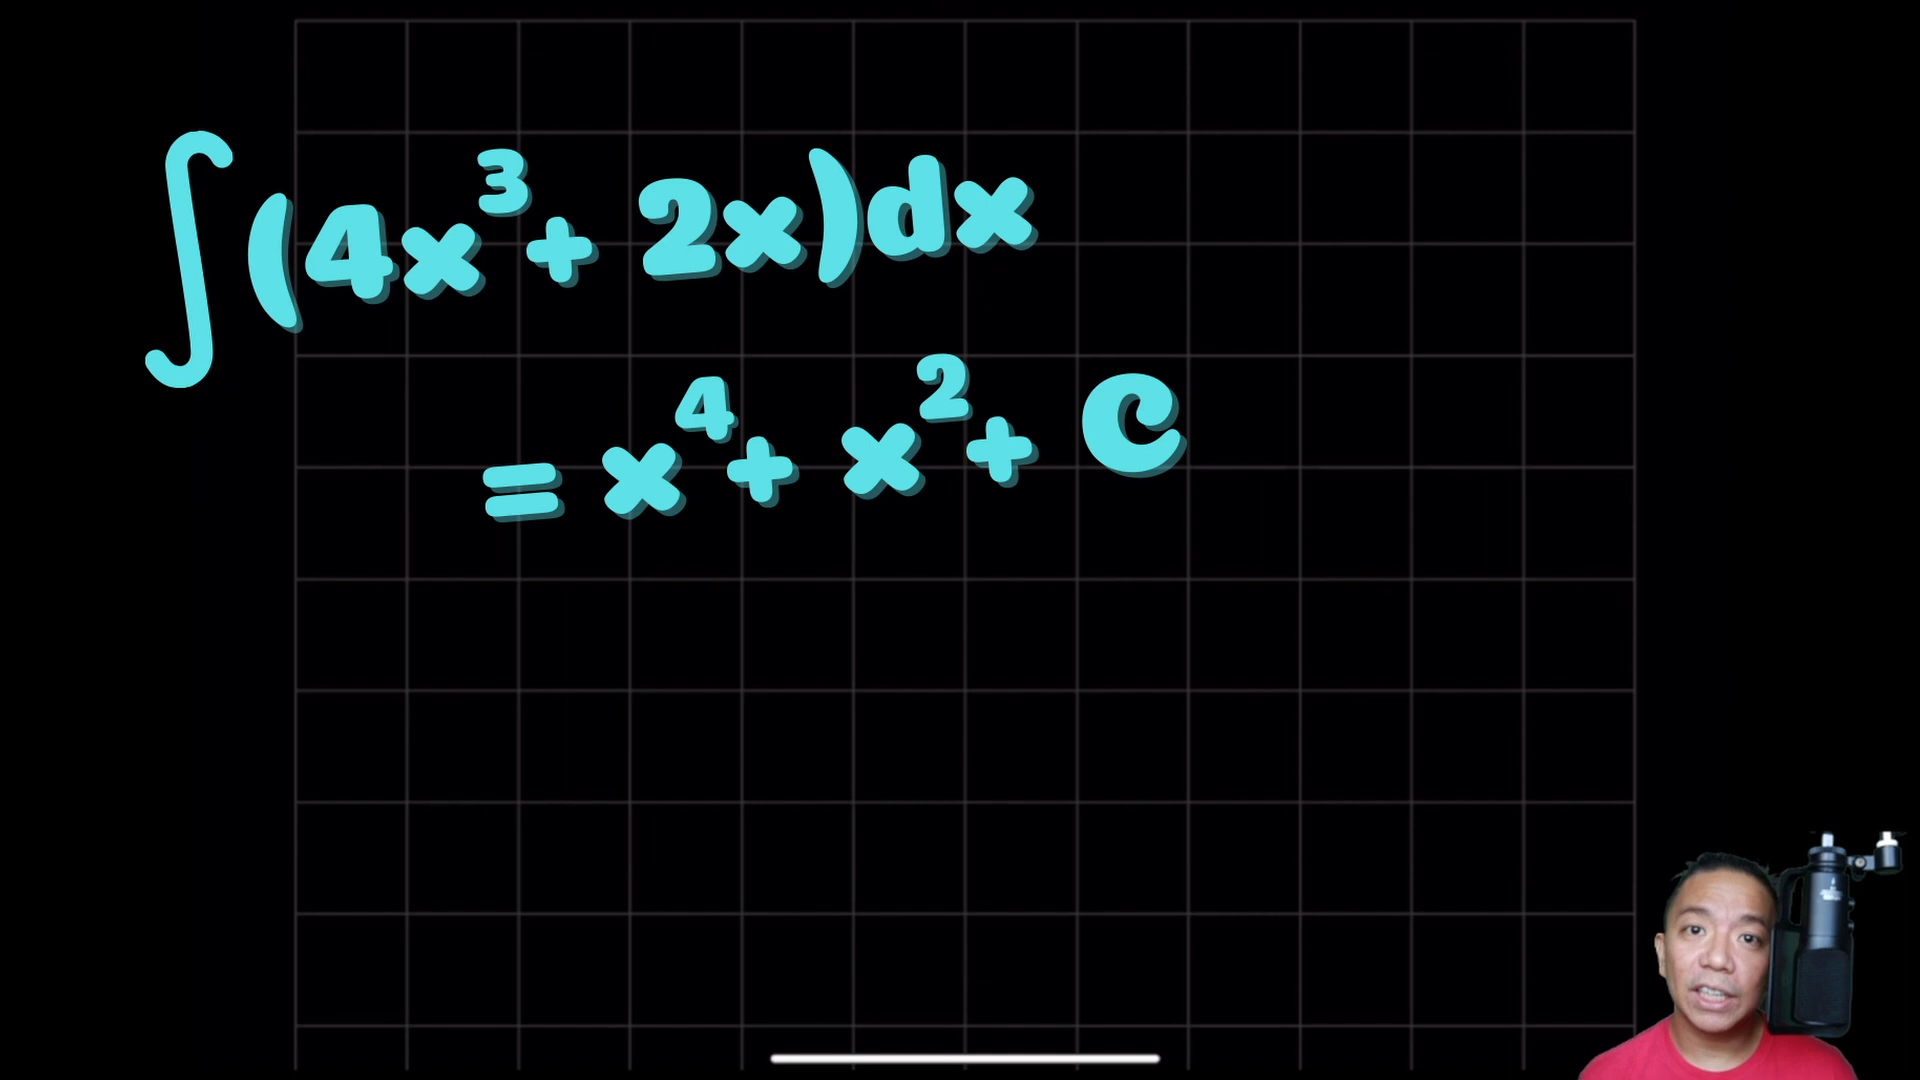 ∫(4x³+ 2x)dx
= x⁴+ x²+ C